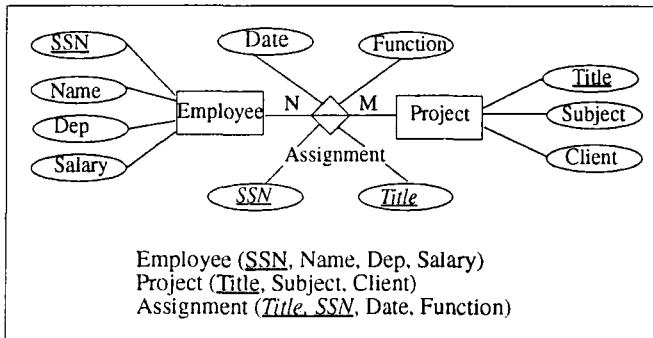 SSN
Name
Dep
Salary
Employee
Date
Function
N
M
Assignment
SSN
Title
Project
Title
Subject
Client
Employee (SSN, Name, Dep, Salary)
Project (Title, Subject, Client)
Assignment (Title, SSN, Date, Function)